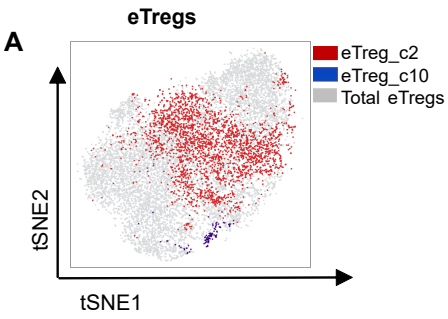 eTregs
A
eTreg_c2
eTreg_c10
Total eTregs
tSNE2
tSNE1